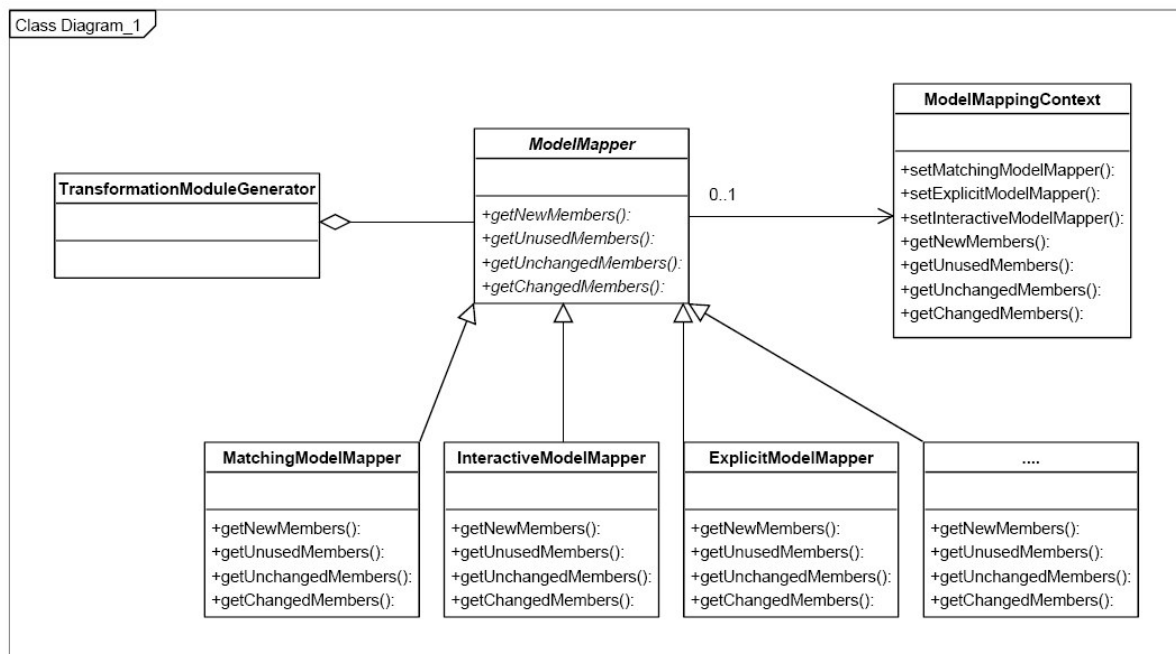 Class Diagram_1
ModelMappingContext
+setMatchingModelMapper():
+setExplicitModelMapper():
+setInteractiveModelMapper():
+getNewMembers():
+getUnusedMembers():
+getUnchangedMembers():
+getChangedMembers():
ModelMapper
+getNewMembers():
+getUnusedMembers():
+getUnchangedMembers():
+getChangedMembers():
0..1
TransformationModuleGenerator
MatchingModelMapper
+getNewMembers():
+getUnusedMembers():
+getUnchangedMembers():
+getChangedMembers():
InteractiveModelMapper
+getNewMembers():
+getUnusedMembers():
+getUnchangedMembers():
+getChangedMembers():
ExplicitModelMapper
+getNewMembers():
+getUnusedMembers():
+getUnchangedMembers():
+getChangedMembers():
....
+getNewMembers():
+getUnusedMembers():
+getUnchangedMembers():
+getChangedMembers():